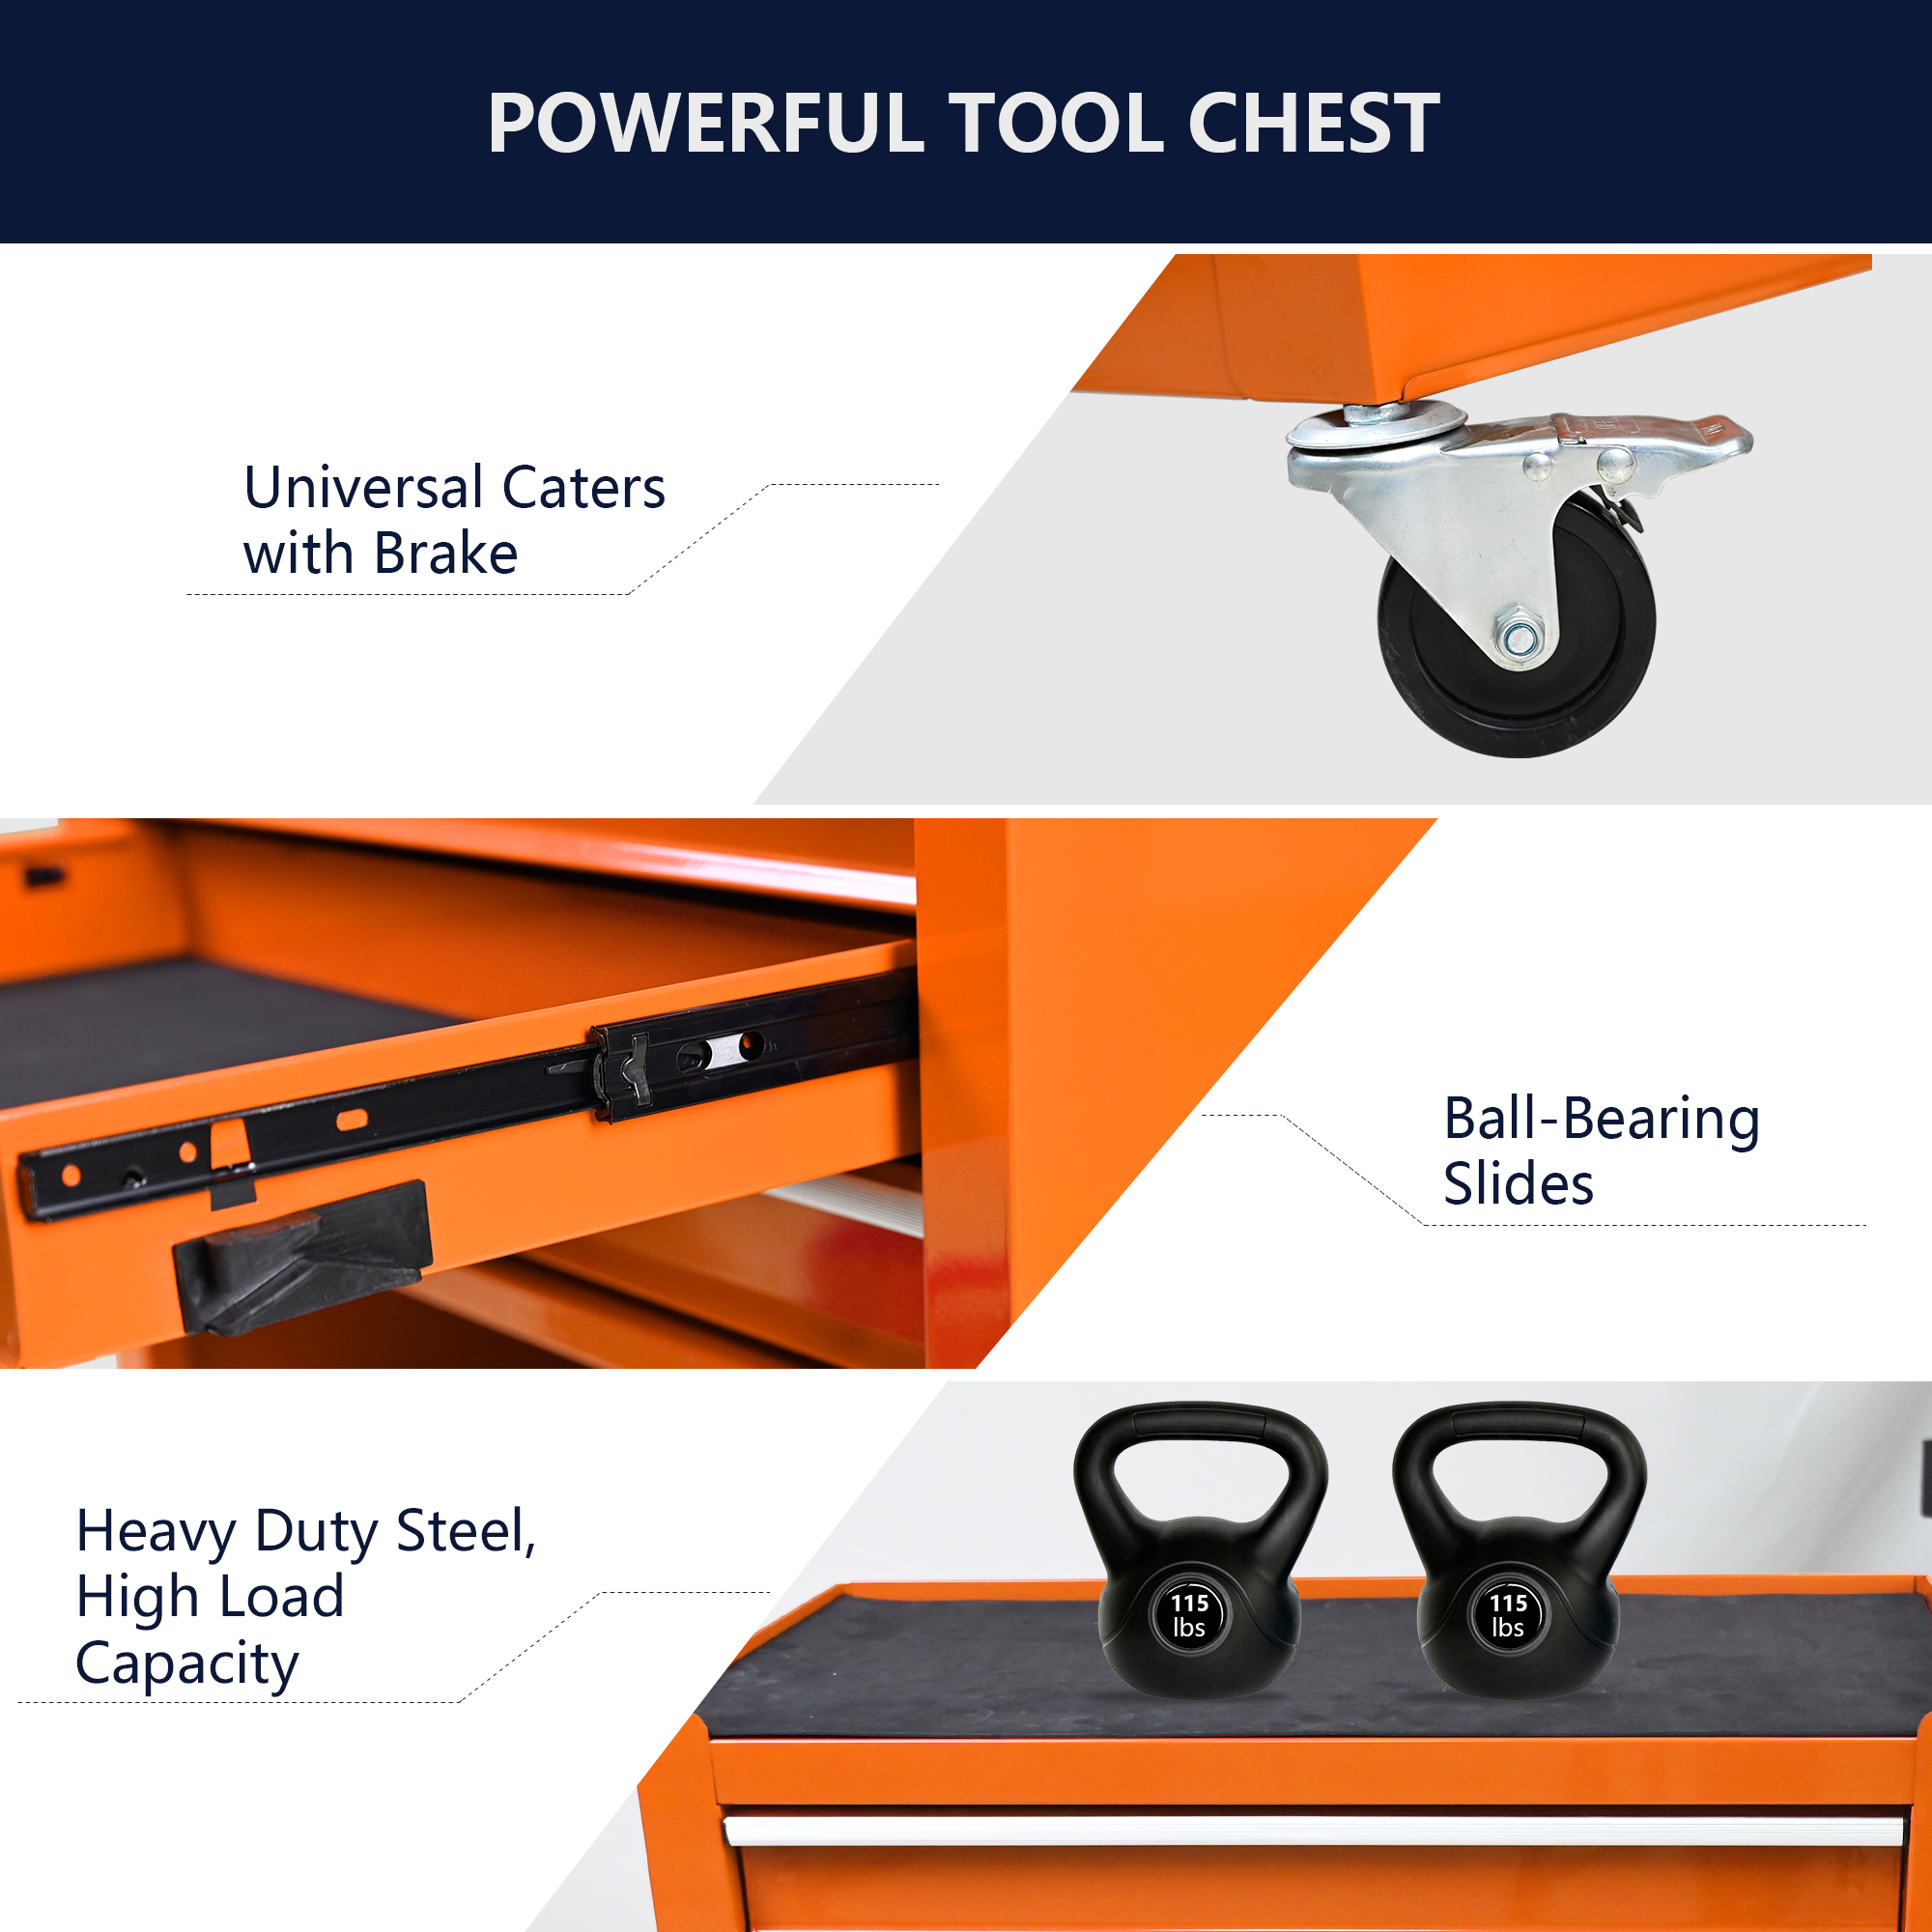 POWERFUL TOOL CHEST
Universal Caters
with Brake
Ball-Bearing
Slides
Heavy Duty Steel,
High Load
Capacity
115
lbs
115
lbs